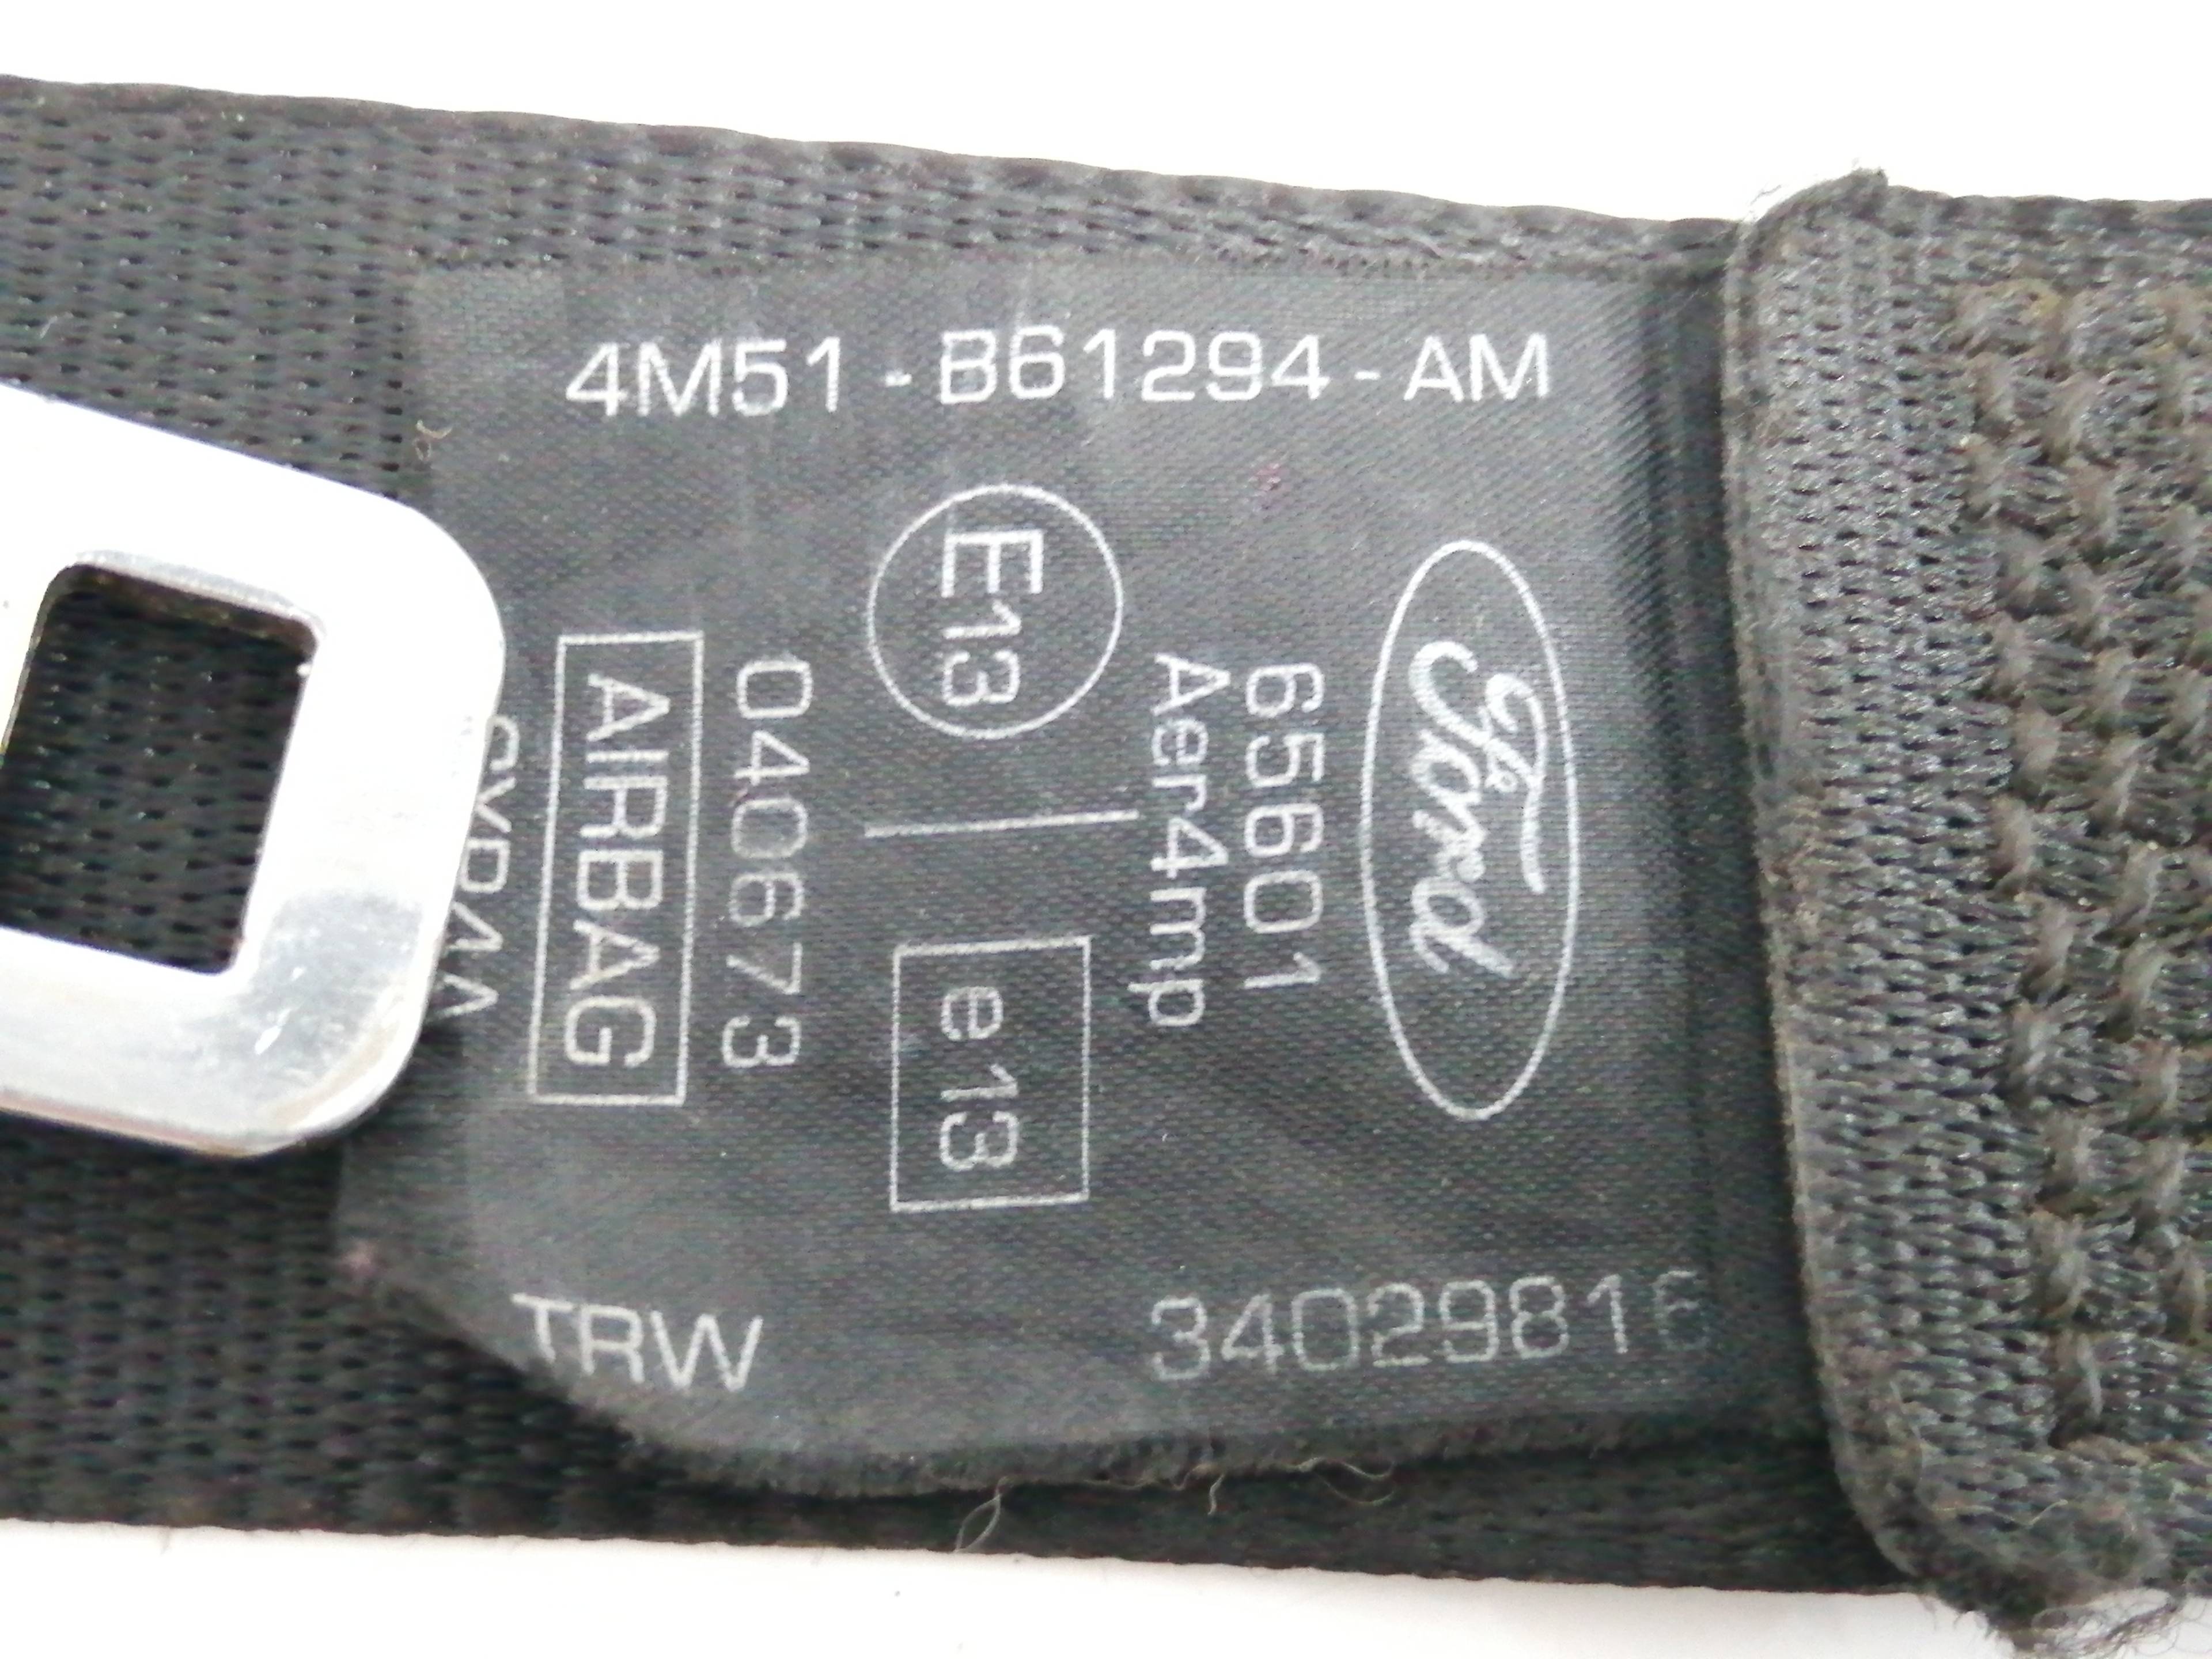 4M51-B61294-AM
Ford
65601
Aer4mp
E13
e13
040673
AIRBAG
TRW
34029816